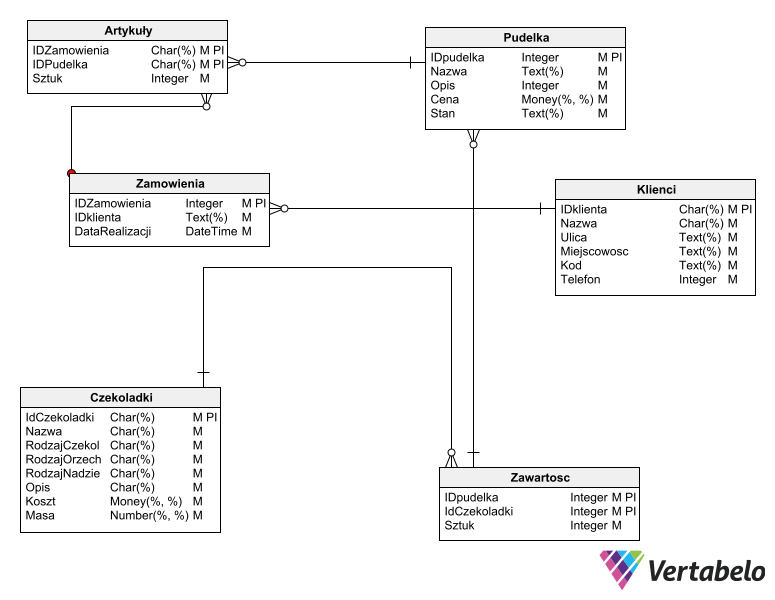 Artykuły
IDZamowienia Char(%) M PI
IDPudelka Char(%) M PI
Sztuk Integer M
Pudelka
IDpudelka Integer M PI
Nazwa Text(%) M
Opis Integer M
Cena Money(%, %) M
Stan Text(%) M
Zamowienia
IDZamowienia Integer M PI
IDklienta Text(%) M
DataRealizacji DateTime M
Klienci
IDklienta Char(%) M PI
Nazwa Char(%) M
Ulica Text(%) M
Miejscowosc Text(%) M
Kod Text(%) M
Telefon Integer M
Czekoladki
IdCzekoladki Char(%) M PI
Nazwa Char(%) M
RodzajCzekol Char(%) M
RodzajOrzech Char(%) M
RodzajNadzie Char(%) M
Opis Char(%) M
Koszt Money(%, %) M
Masa Number(%, %) M
Zawartosc
IDpudelka Integer M PI
IdCzekoladki Integer M PI
Sztuk Integer M
Vertabelo